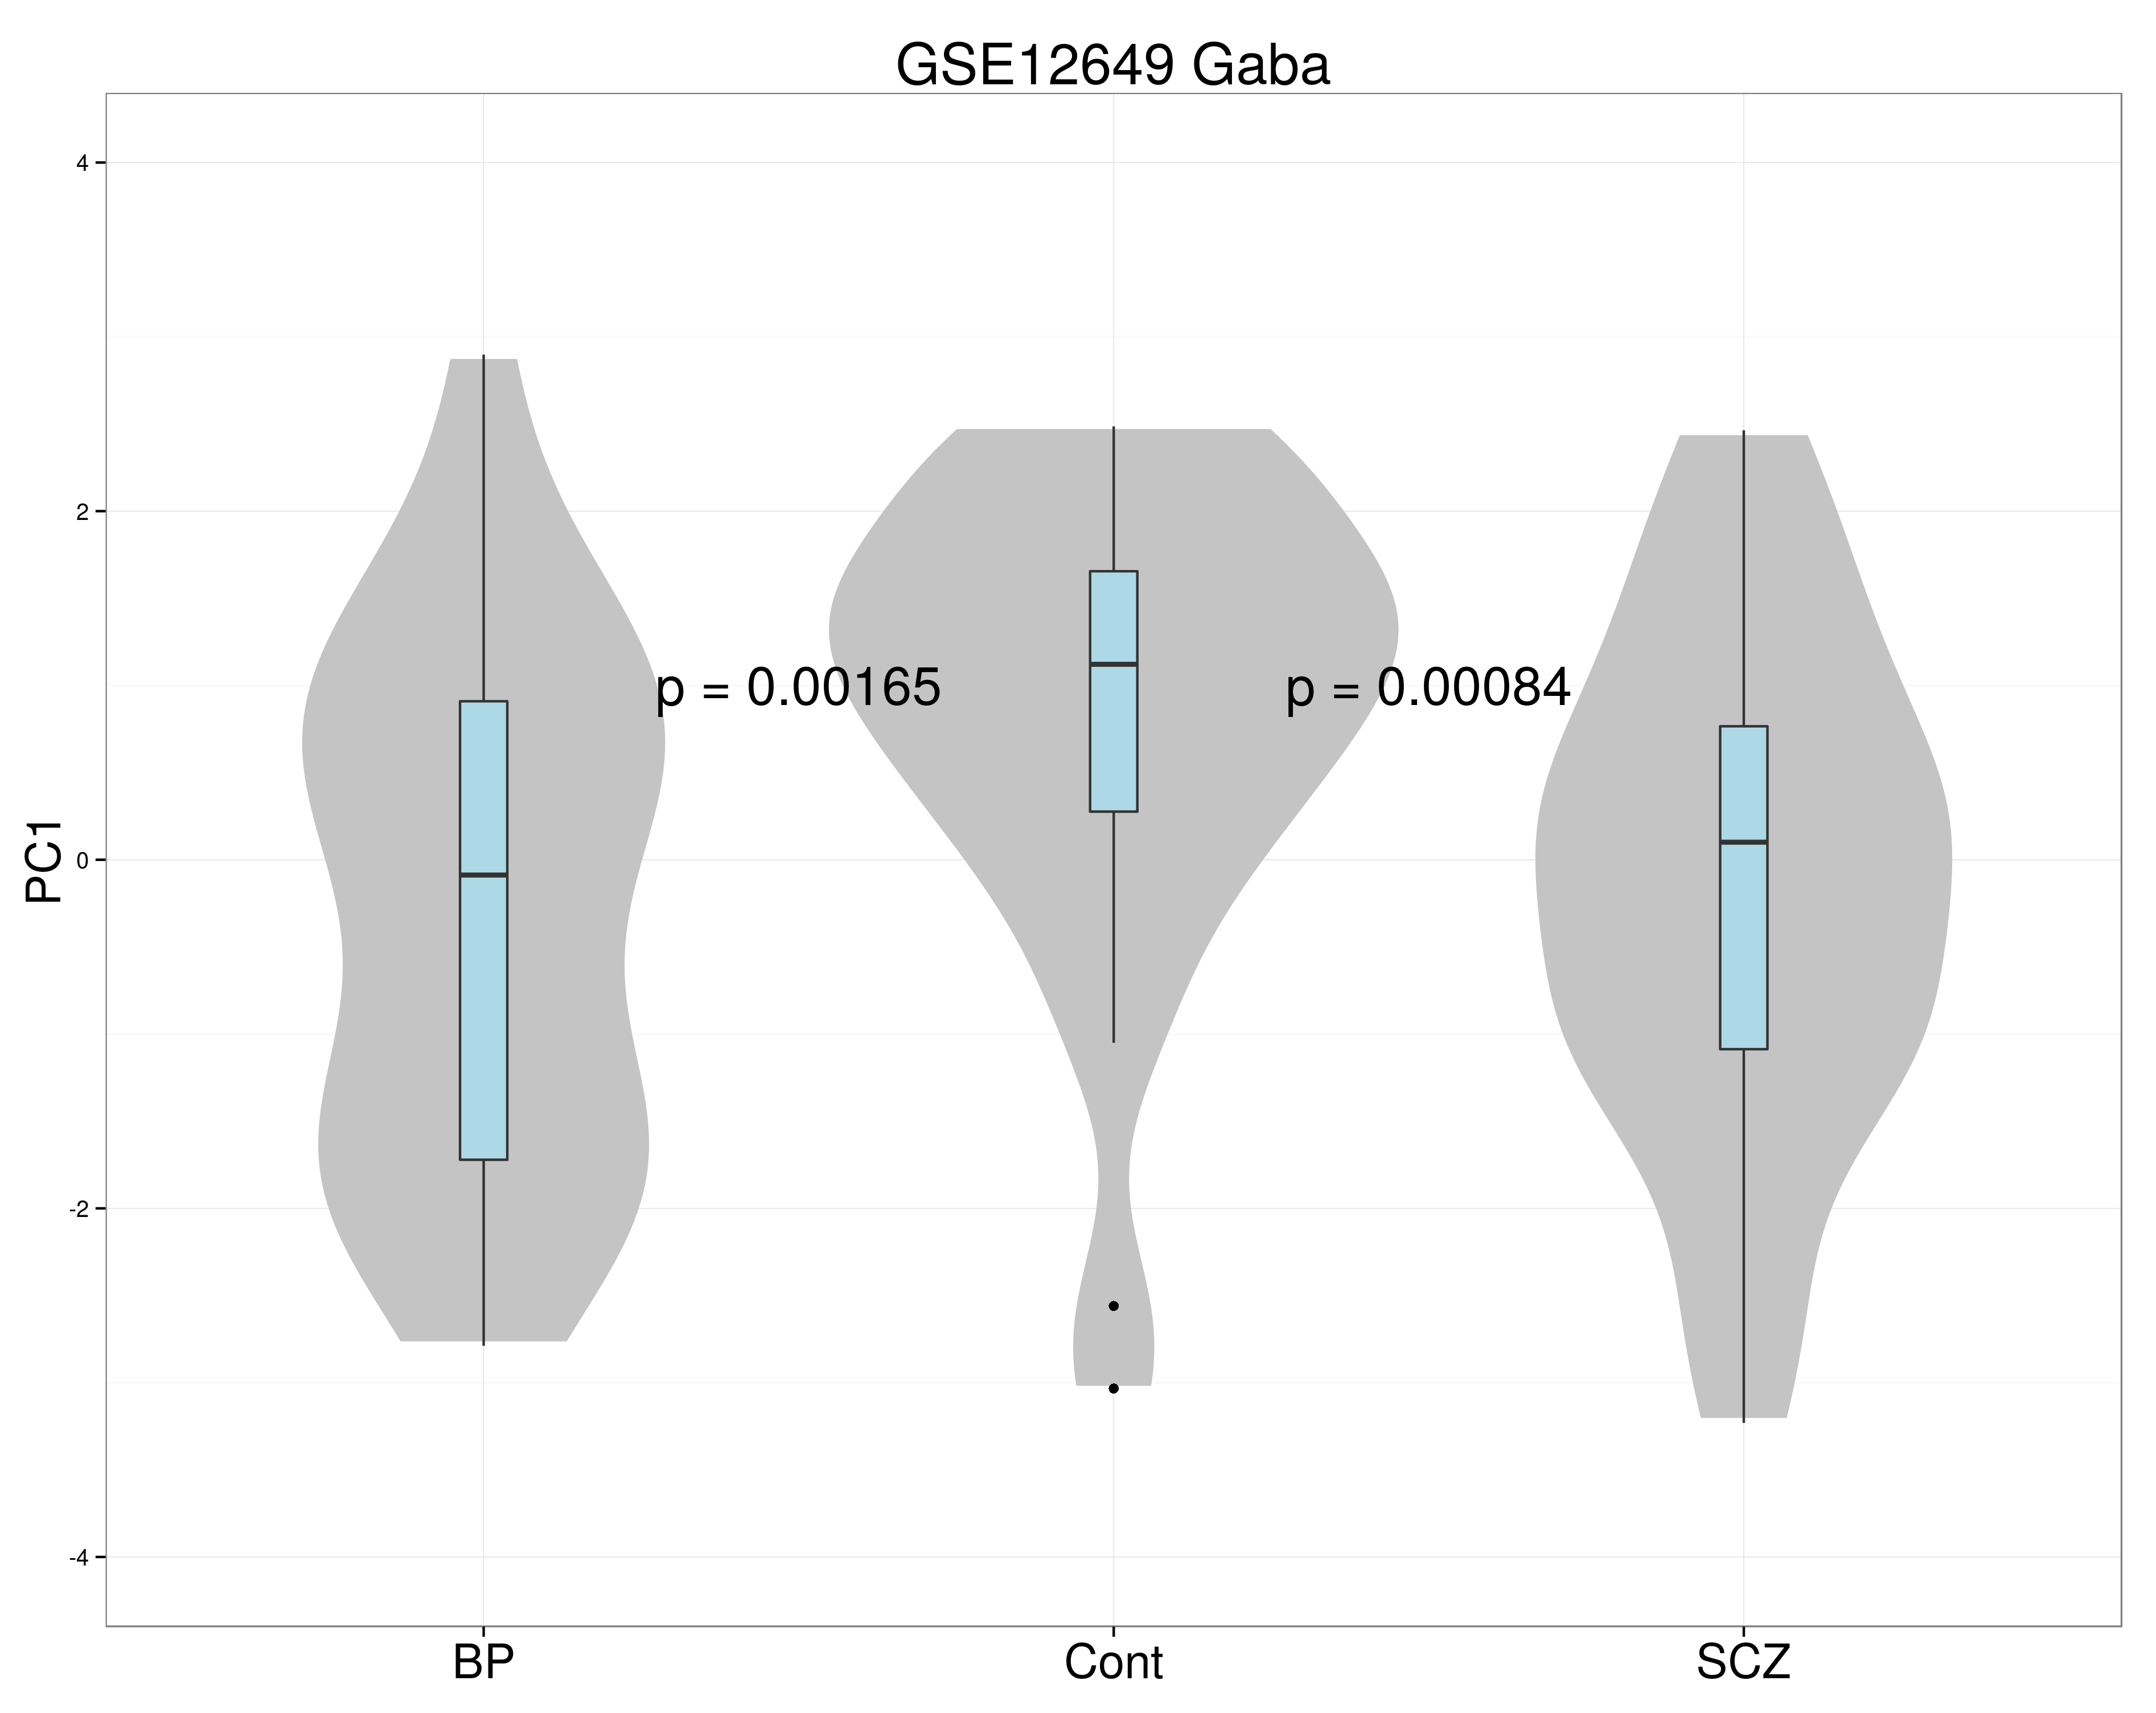 GSE12649 Gaba
4
2
0
-2
-4
PC1
p = 0.00165
p = 0.00084
BP
Cont
SCZ